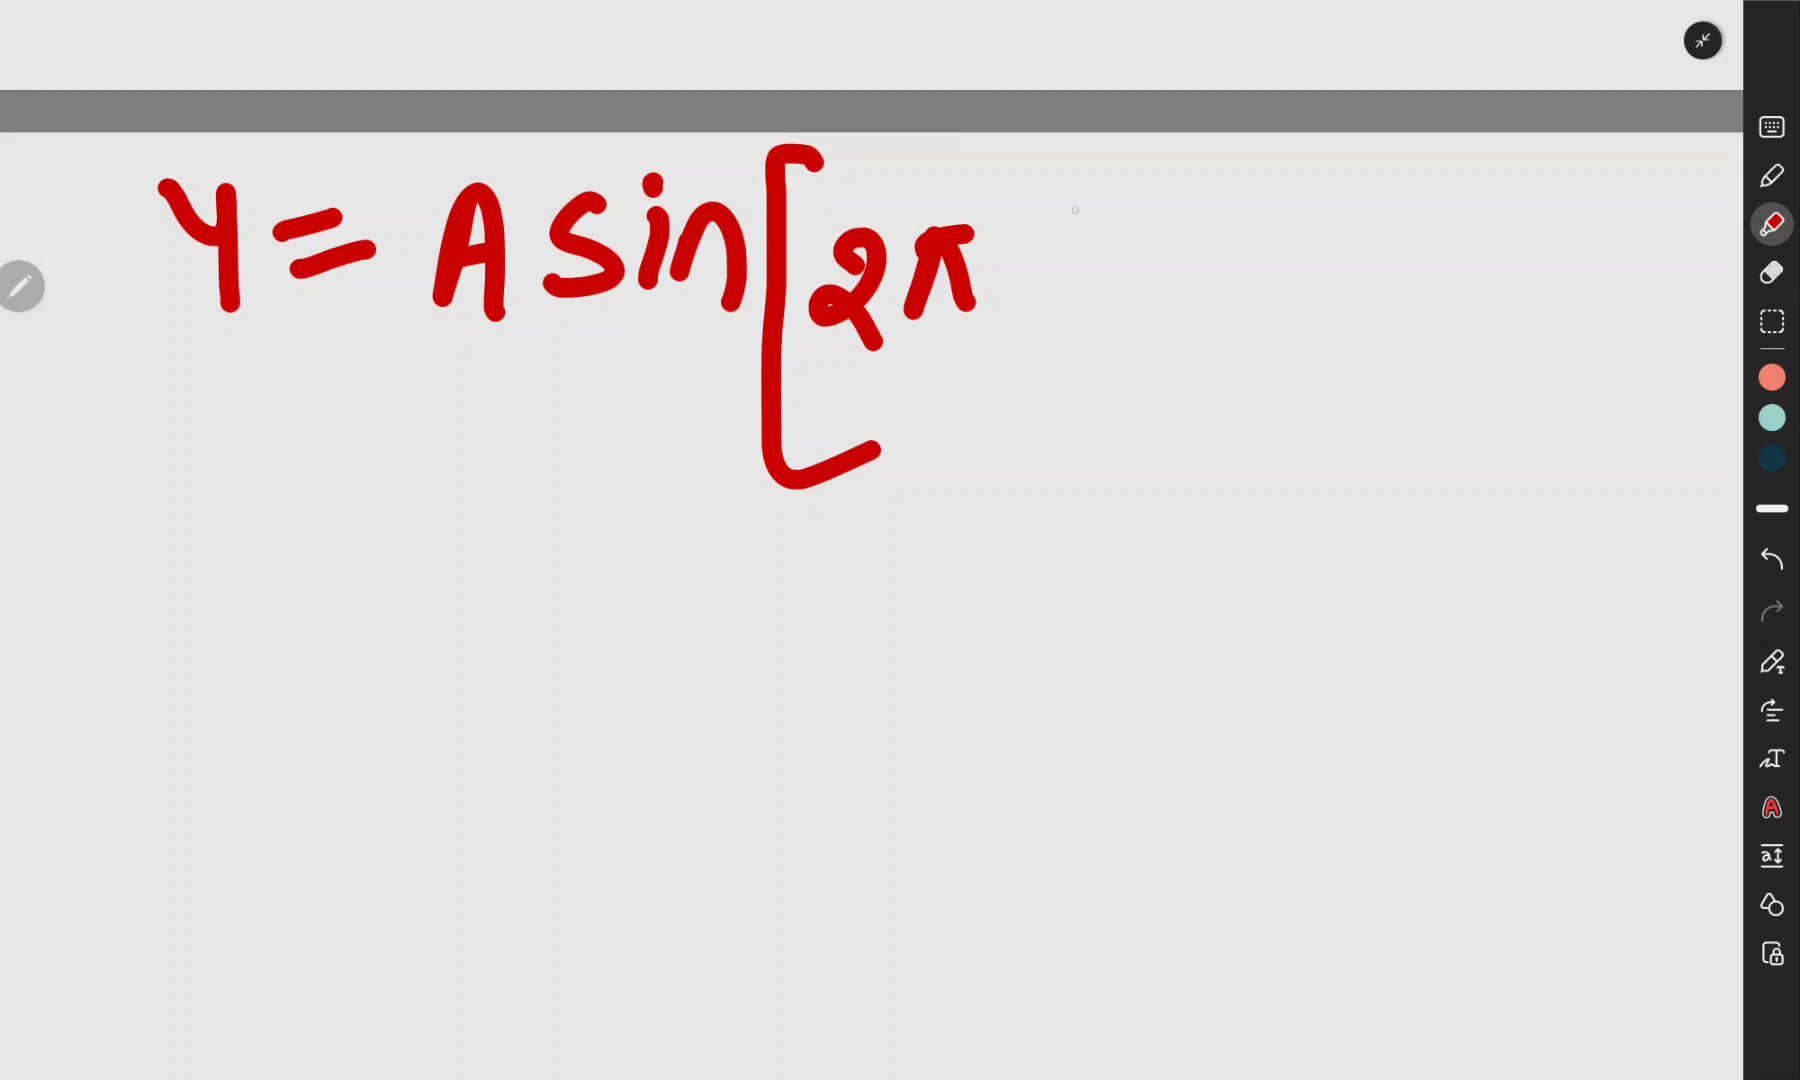 Y = A sin [2π